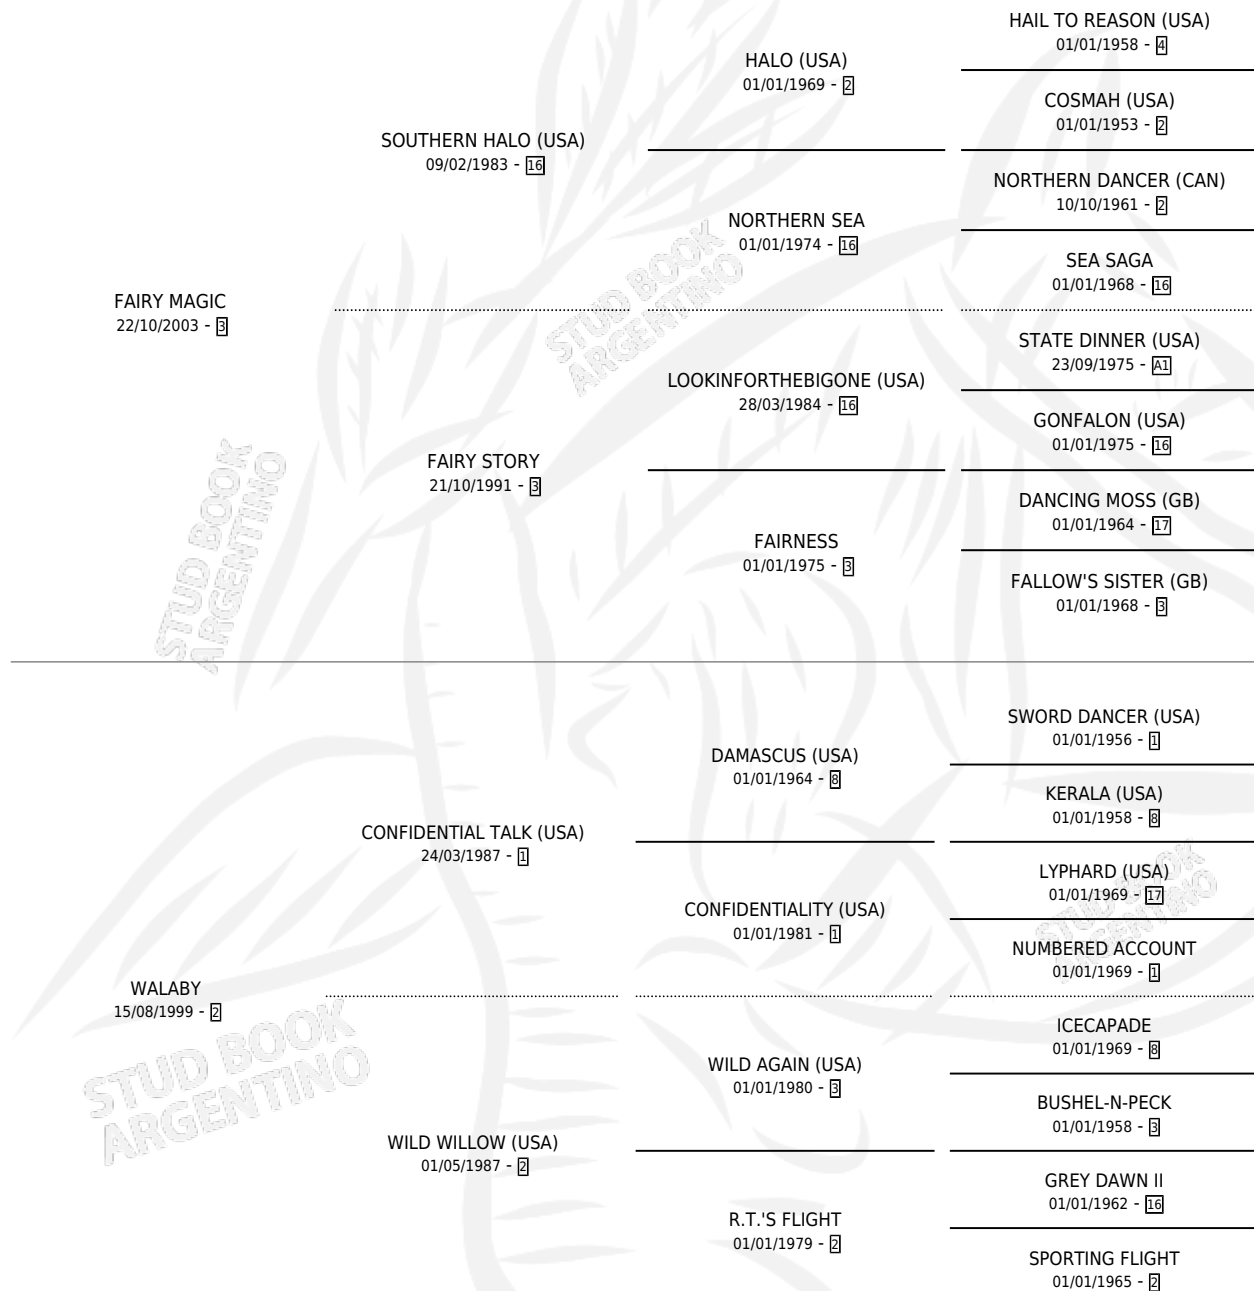 HAIL TO REASON (USA)
01/01/1958 - 4
HALO (USA)
01/01/1969 - 2
COSMAH (USA)
01/01/1953 - 2
SOUTHERN HALO (USA)
09/02/1983 - 16
NORTHERN DANCER (CAN)
10/10/1961 - 2
NORTHERN SEA
01/01/1974 - 16
SEA SAGA
01/01/1968 - 16
FAIRY MAGIC
22/10/2003 - 3
STUD BOOK
ARGENTINO
STATE DINNER (USA)
23/09/1975 - A1
LOOKINFORTHEBIGONE (USA)
28/03/1984 - 16
GONFALON (USA)
01/01/1975 - 16
FAIRY STORY
21/10/1991 - 3
DANCING MOSS (GB)
01/01/1964 - 17
FAIRNESS
01/01/1975 - 3
FALLOW'S SISTER (GB)
01/01/1968 - 3
STUD BOOK
ARGENTINO
SWORD DANCER (USA)
01/01/1956 - 1
DAMASCUS (USA)
01/01/1964 - 8
KERALA (USA)
01/01/1958 - 8
CONFIDENTIAL TALK (USA)
24/03/1987 - 1
LYPHARD (USA)
01/01/1969 - 17
CONFIDENTIALITY (USA)
01/01/1981 - 1
STUD BOOK
ARGENTINO
NUMBERED ACCOUNT
01/01/1969 - 1
WALABY
15/08/1999 - 2
STUD BOOK
ARGENTINO
ICECAPADE
01/01/1969 - 8
WILD AGAIN (USA)
01/01/1980 - 3
BUSHEL-N-PECK
01/01/1958 - 3
WILD WILLOW (USA)
01/05/1987 - 2
GREY DAWN II
01/01/1962 - 16
R.T.'S FLIGHT
01/01/1979 - 2
SPORTING FLIGHT
01/01/1965 - 2